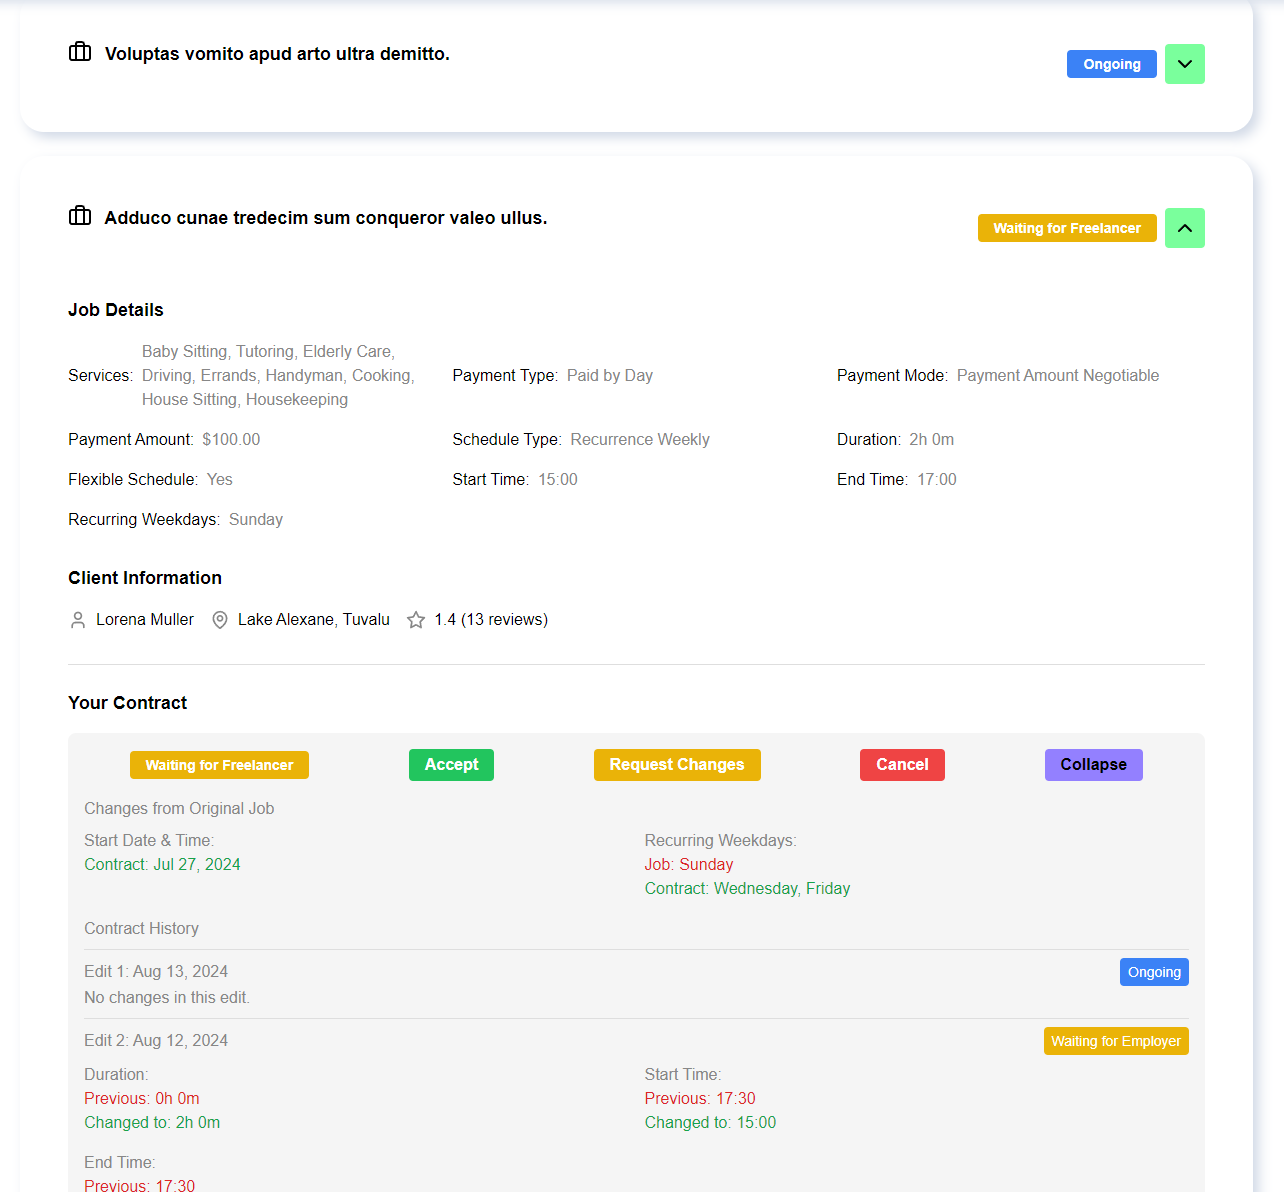 Voluptas vomito apud arto ultra demitto.
Ongoing
Adduco cunae tredecim sum conqueror valeo ullus.
Waiting for Freelancer
Job Details
Services: Baby Sitting, Tutoring, Elderly Care,
Driving, Errands, Handyman, Cooking,
House Sitting, Housekeeping
Payment Type: Paid by Day
Payment Mode: Payment Amount Negotiable
Payment Amount: $100.00
Schedule Type: Recurrence Weekly
Duration: 2h 0m
Flexible Schedule: Yes
Start Time: 15:00
End Time: 17:00
Recurring Weekdays: Sunday
Client Information
Lorena Muller
Lake Alexane, Tuvalu
1.4 (13 reviews)
Your Contract
Waiting for Freelancer
Accept
Request Changes
Cancel
Collapse
Changes from Original Job
Start Date & Time:
Contract: Jul 27, 2024
Recurring Weekdays:
Job: Sunday
Contract: Wednesday, Friday
Contract History
Edit 1: Aug 13, 2024
Ongoing
No changes in this edit.
Edit 2: Aug 12, 2024
Waiting for Employer
Duration:
Previous: 0h 0m
Changed to: 2h 0m
Start Time:
Previous: 17:30
Changed to: 15:00
End Time:
Previous: 17:30